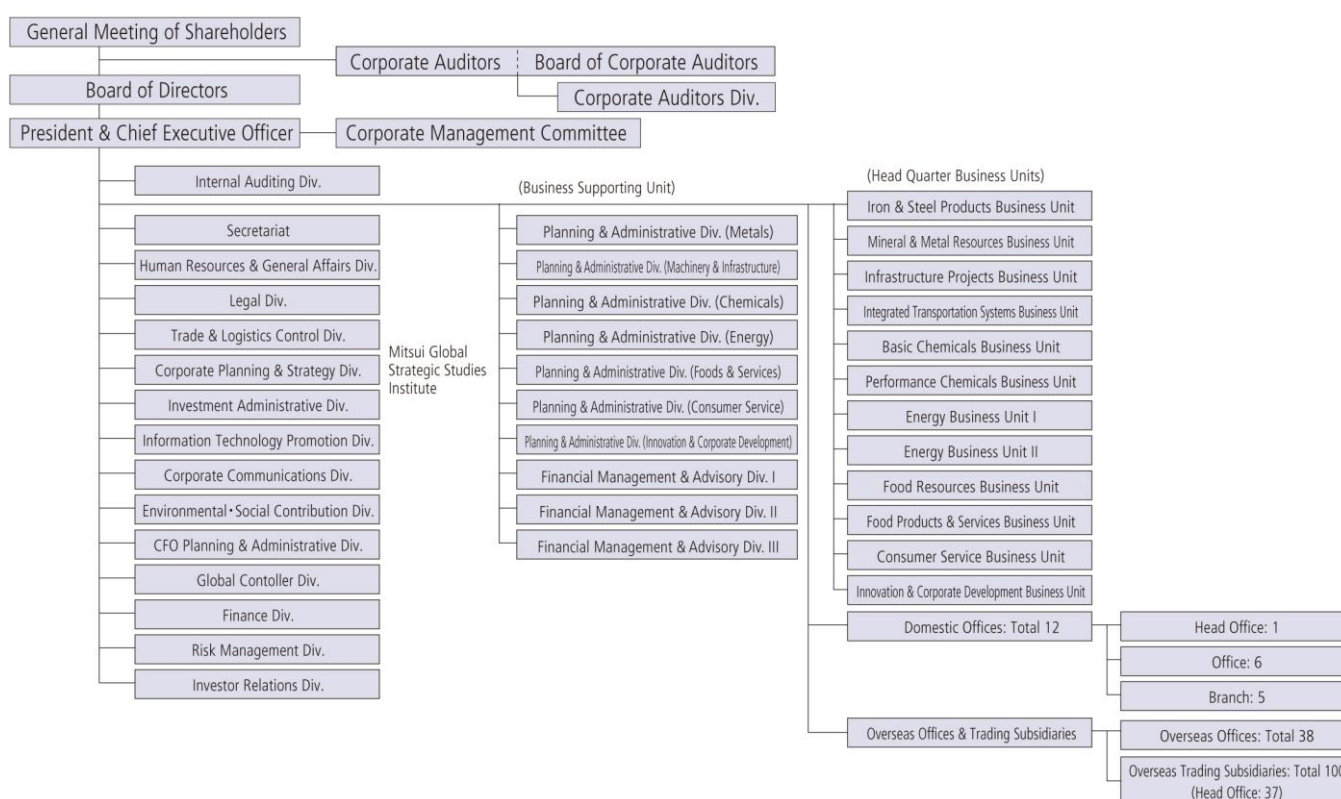 General Meeting of Shareholders
Corporate Auditors
Board of Corporate Auditors
Board of Directors
Corporate Auditors Div.
President & Chief Executive Officer
Corporate Management Committee
Internal Auditing Div.
Secretariat
Human Resources & General Affairs Div.
Legal Div.
Trade & Logistics Control Div.
Corporate Planning & Strategy Div.
Investment Administrative Div.
Information Technology Promotion Div.
Corporate Communications Div.
Environmental・Social Contribution Div.
CFO Planning & Administrative Div.
Global Contoller Div.
Finance Div.
Risk Management Div.
Investor Relations Div.
Mitsui Global
Strategic Studies
Institute
(Business Supporting Unit)
Planning & Administrative Div. (Metals)
Planning & Administrative Div. (Machinery & Infrastructure)
Planning & Administrative Div. (Chemicals)
Planning & Administrative Div. (Energy)
Planning & Administrative Div. (Foods & Services)
Planning & Administrative Div. (Consumer Service)
Planning & Administrative Div. (Innovation & Corporate Development)
Financial Management & Advisory Div. I
Financial Management & Advisory Div. II
Financial Management & Advisory Div. III
(Head Quarter Business Units)
Iron & Steel Products Business Unit
Mineral & Metal Resources Business Unit
Infrastructure Projects Business Unit
Integrated Transportation Systems Business Unit
Basic Chemicals Business Unit
Performance Chemicals Business Unit
Energy Business Unit I
Energy Business Unit II
Food Resources Business Unit
Food Products & Services Business Unit
Consumer Service Business Unit
Innovation & Corporate Development Business Unit
Domestic Offices: Total 12
Head Office: 1
Office: 6
Branch: 5
Overseas Offices & Trading Subsidiaries
Overseas Offices: Total 38
Overseas Trading Subsidiaries: Total 100
(Head Office: 37)